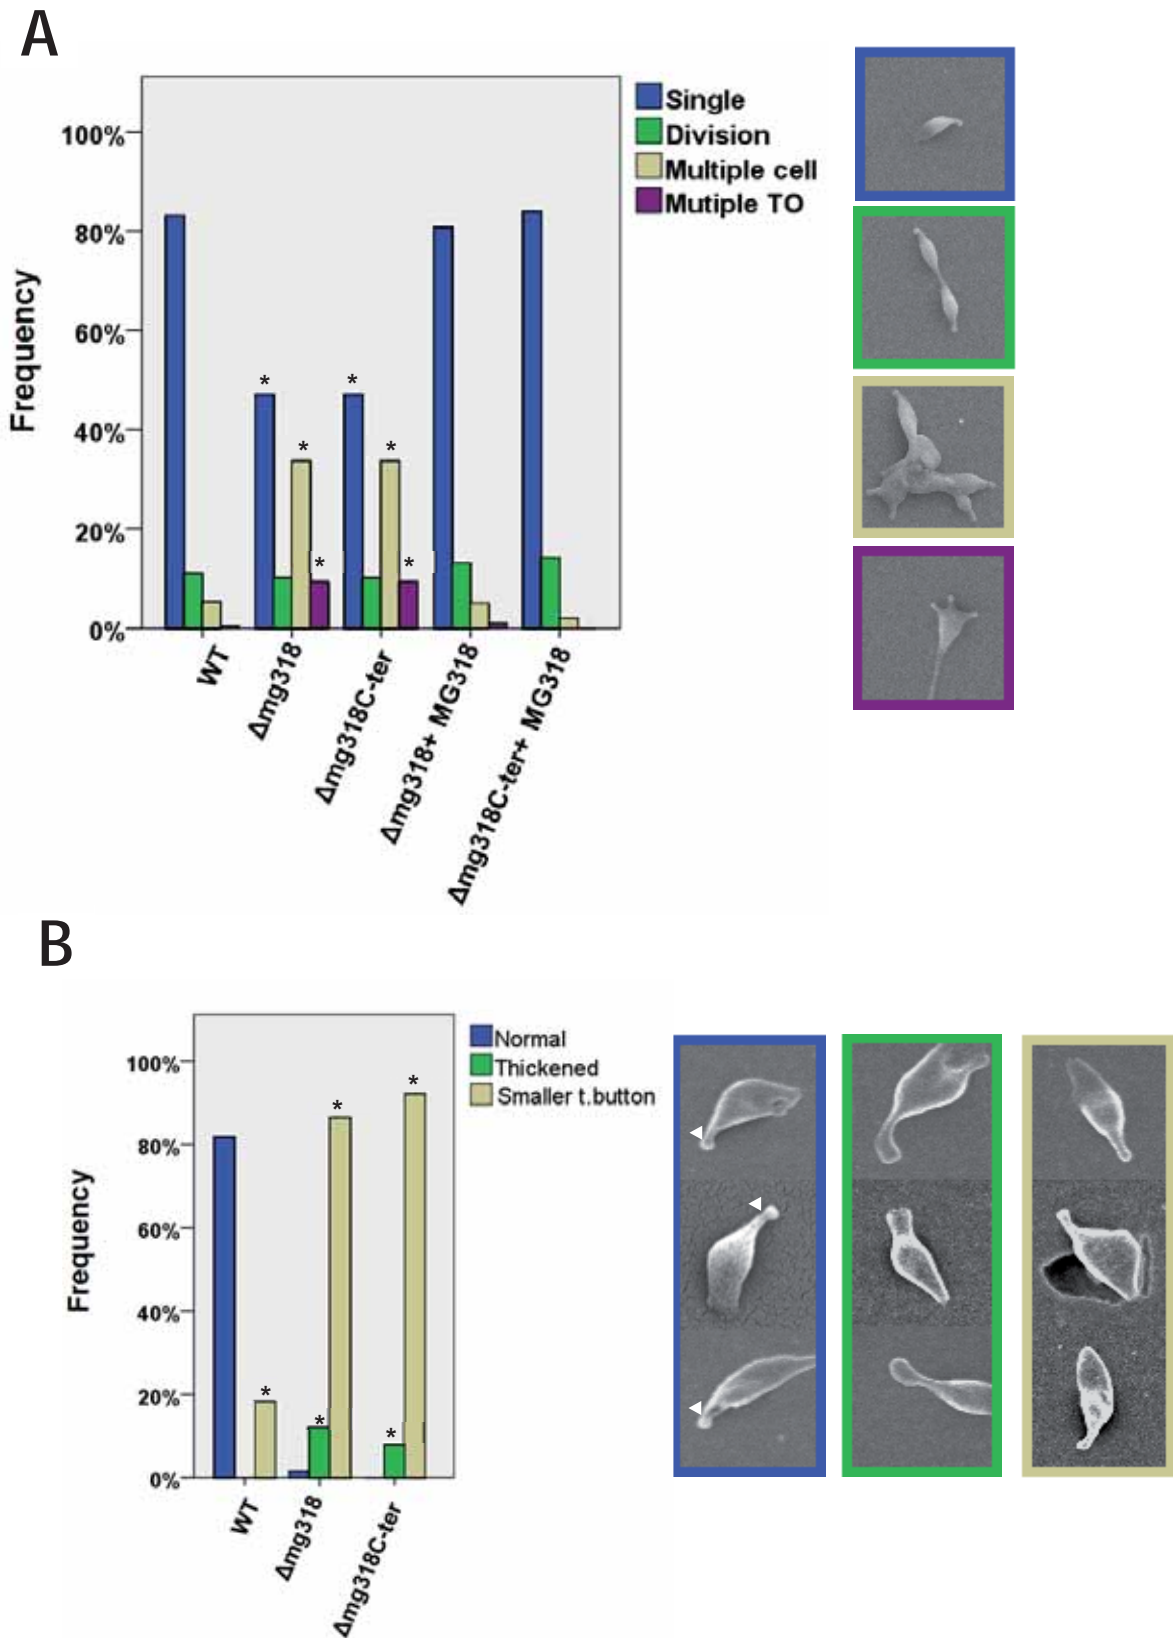 A
100%
80%
60%
40%
20%
0%
Frequency
Single
Division
Multiple cell
Mutiple TO
*
*
*
*
*
*
WT
Δmg318
Δmg318C-ter
Δmg318+ MG318
Δmg318C-ter+ MG318
B
100%
80%
60%
40%
20%
0%
Frequency
Normal
Thickened
Smaller t.button
*
*
*
*
*
WT
Δmg318
Δmg318C-ter